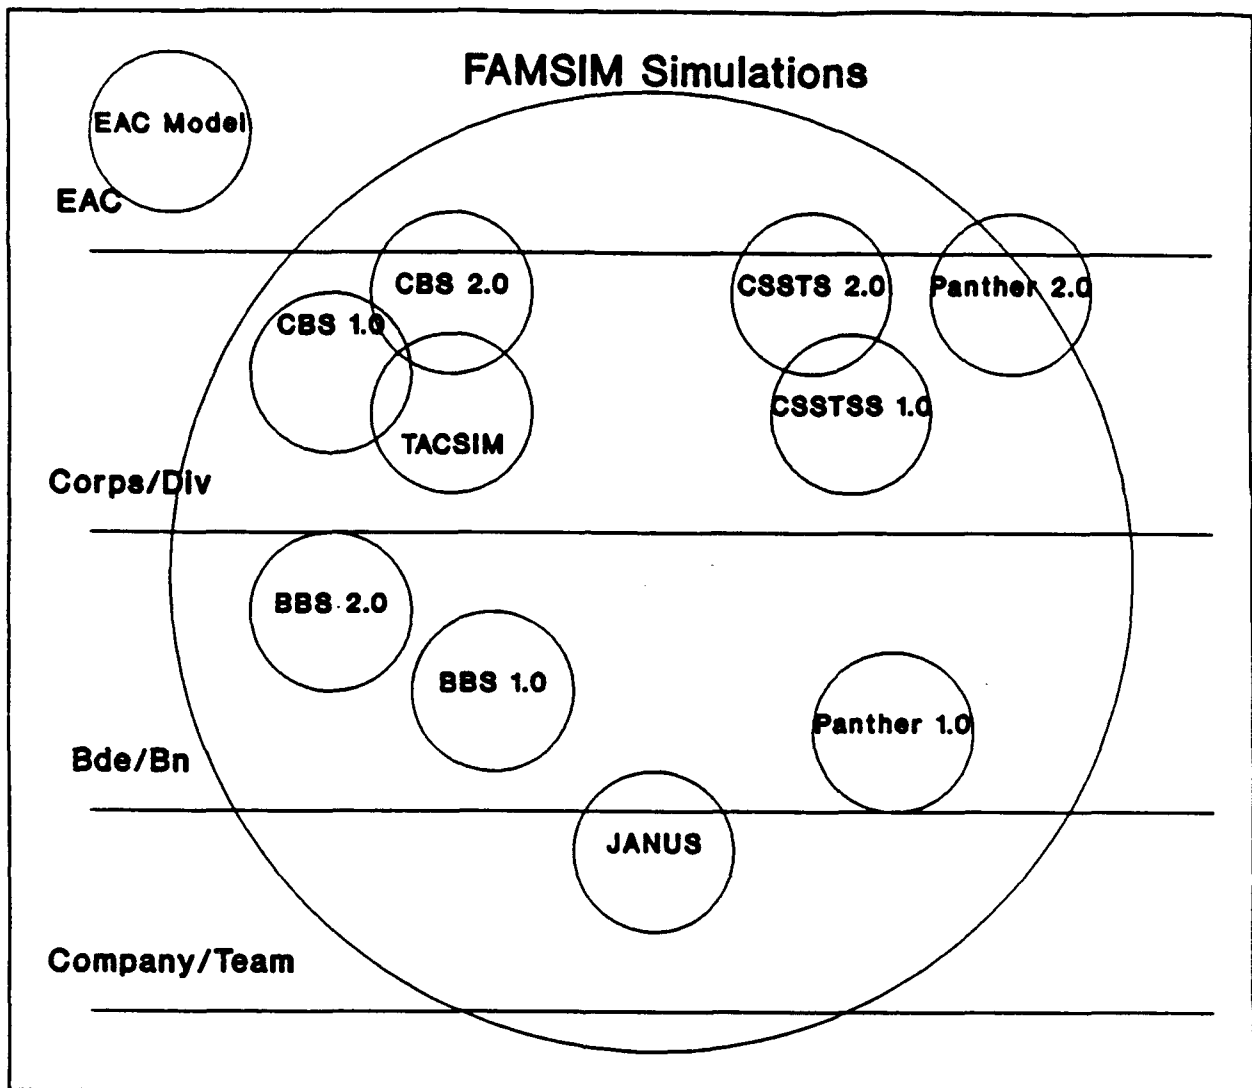 FAMSIM Simulations
EAC Model
EAC
CBS 2.0
CSSTS 2.0
Panther 2.0
CBS 1.0
CSSTSS 1.0
TACSIM
Corps/Div
BBS 2.0
BBS 1.0
Panther 1.0
Bde/Bn
JANUS
Company/Team